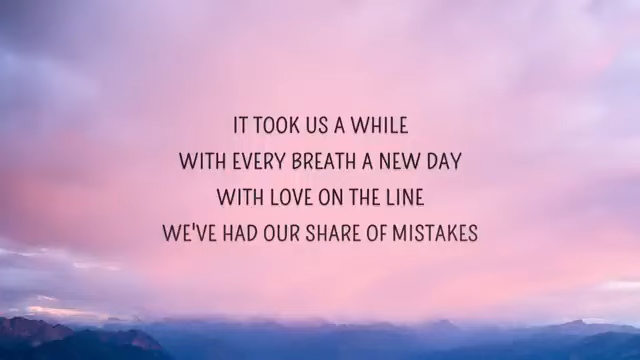 IT TOOK US A WHILE
WITH EVERY BREATH A NEW DAY
WITH LOVE ON THE LINE
WE'VE HAD OUR SHARE OF MISTAKES